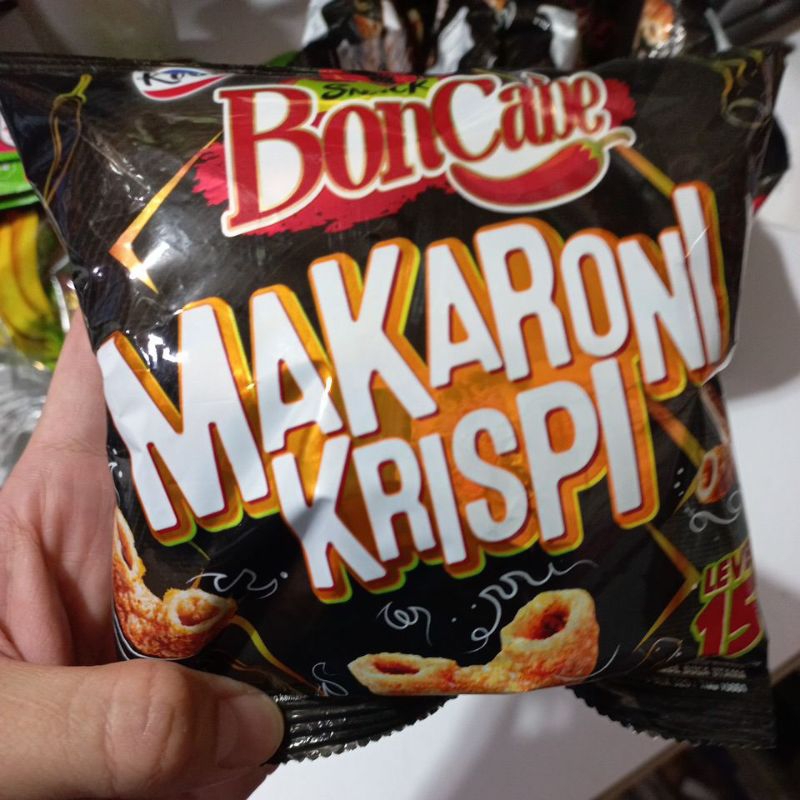 SNACK
BonCabe
MAKARONI
KRISPI
LEVEL
15